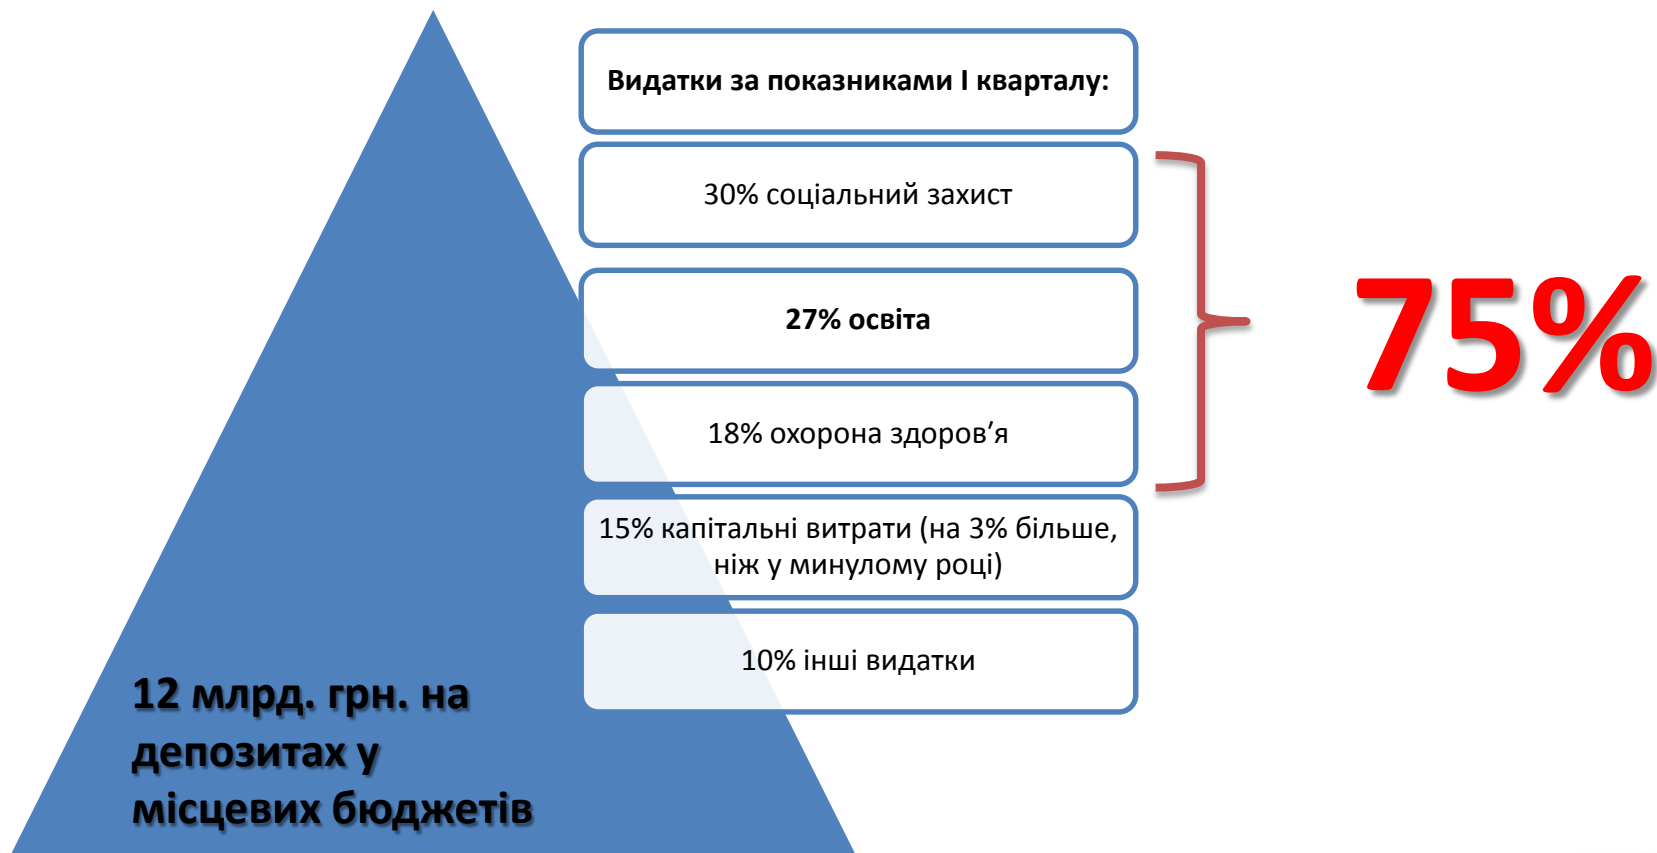 Видатки за показниками І кварталу:
30% соціальний захист
27% освіта
18% охорона здоров’я
15% капітальні витрати (на 3% більше,
ніж у минулому році)
10% інші видатки
75%
12 млрд. грн. на
депозитах у
місцевих бюджетів